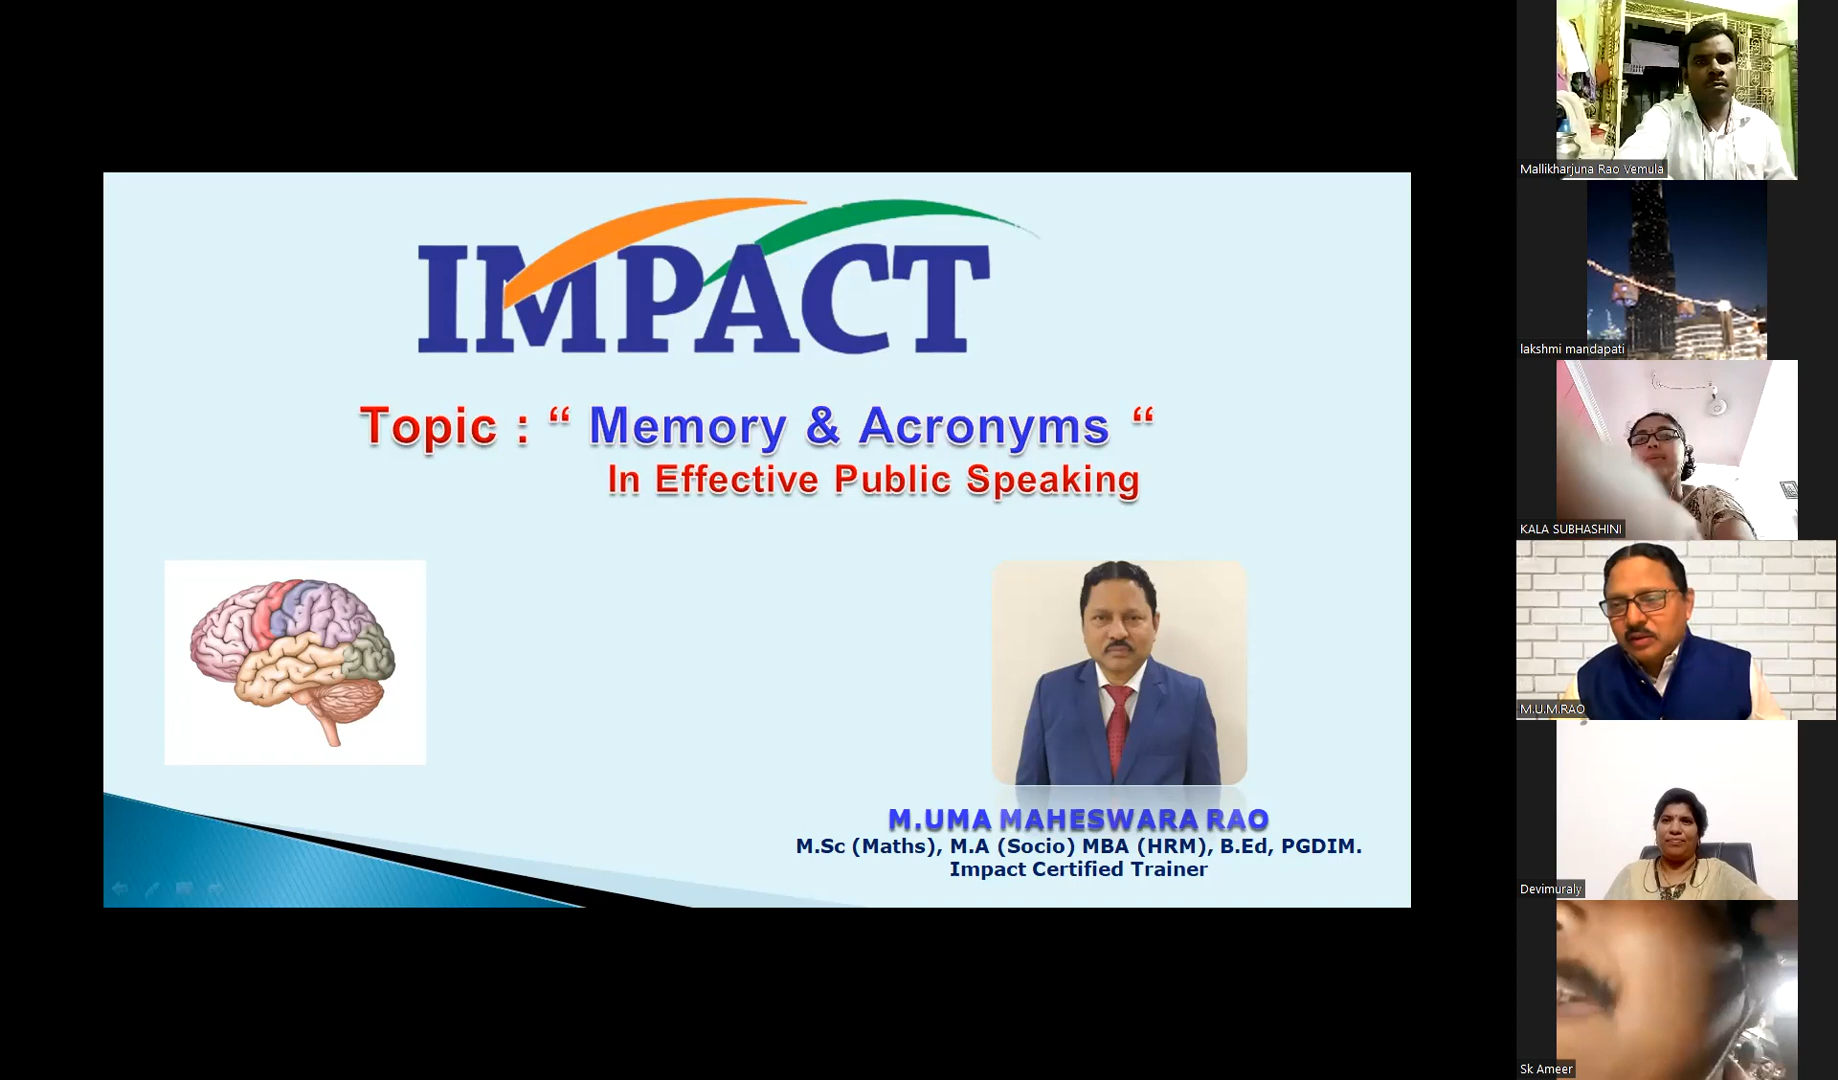 IMPACT
Topic : “ Memory & Acronyms “
In Effective Public Speaking
M.UMA MAHESWARA RAO
M.Sc (Maths), M.A (Socio) MBA (HRM), B.Ed, PGDIM.
Impact Certified Trainer
Mallikharjuna Rao Vemula
lakshmi mandapati
KALA SUBHASHINI
M.U.M.RAO
Devimuraly
Sk Ameer